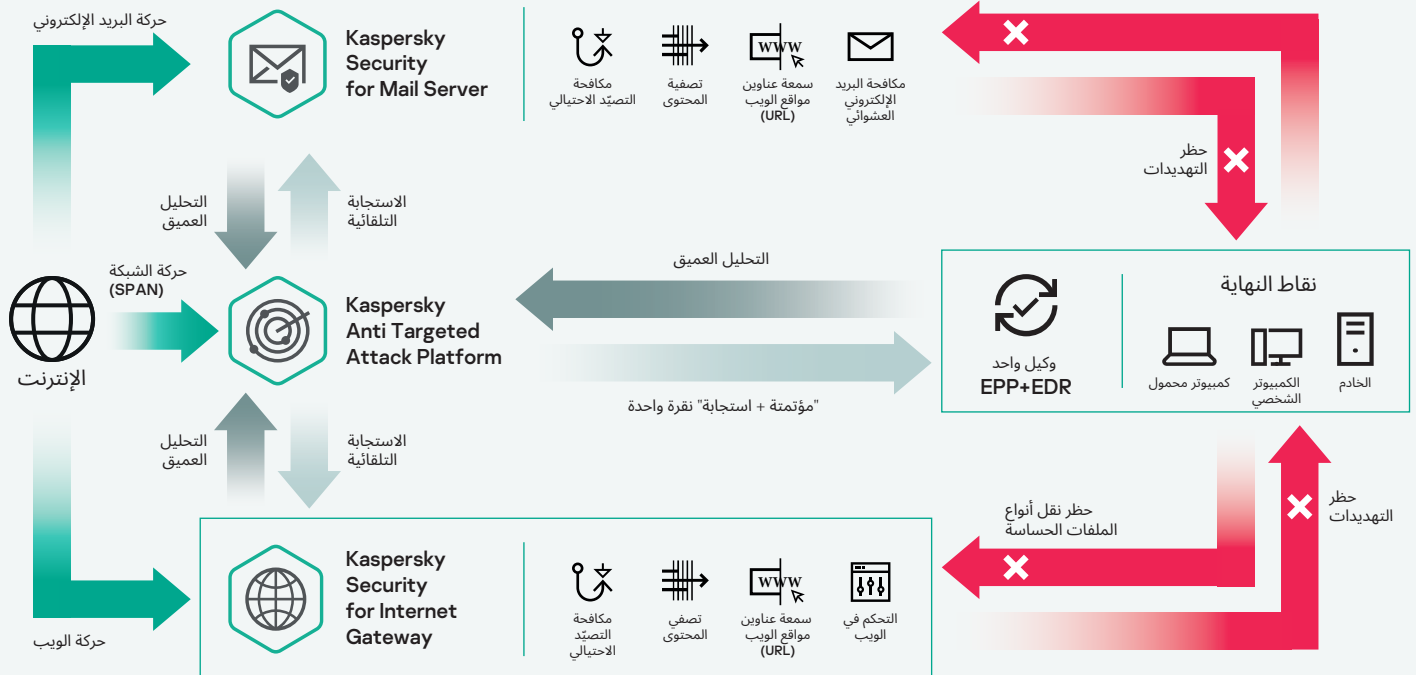 حركة البريد الإلكتروني
Kaspersky
Security
for Mail Server
مكافحة
التصيّد الاحتيالي
تصفية
المحتوى
www
سمعة عناوين
مواقع الويب
(URL)
مكافحة البريد
الإلكتروني
العشوائي
حظر
التهديدات
التحليل
العميق
الاستجابة
التلقائية
حركة الشبكة
(SPAN)
الإنترنت
Kaspersky
Anti Targeted
Attack Platform
التحليل العميق
"مؤتمتة + استجابة" نقرة واحدة
وكيل واحد
EPP+EDR
نقاط النهاية
كمبيوتر محمول
الكمبيوتر
الشخصي
الخادم
التحليل
العميق
الاستجابة
التلقائية
حركة الويب
Kaspersky
Security
for Internet
Gateway
مكافحة
التصيّد
الاحتيالي
تصفي
المحتوى
www
سمعة عناوين
مواقع الويب
(URL)
التحكم في
الويب
حظر نقل أنواع
الملفات الحساسة
حظر
التهديدات